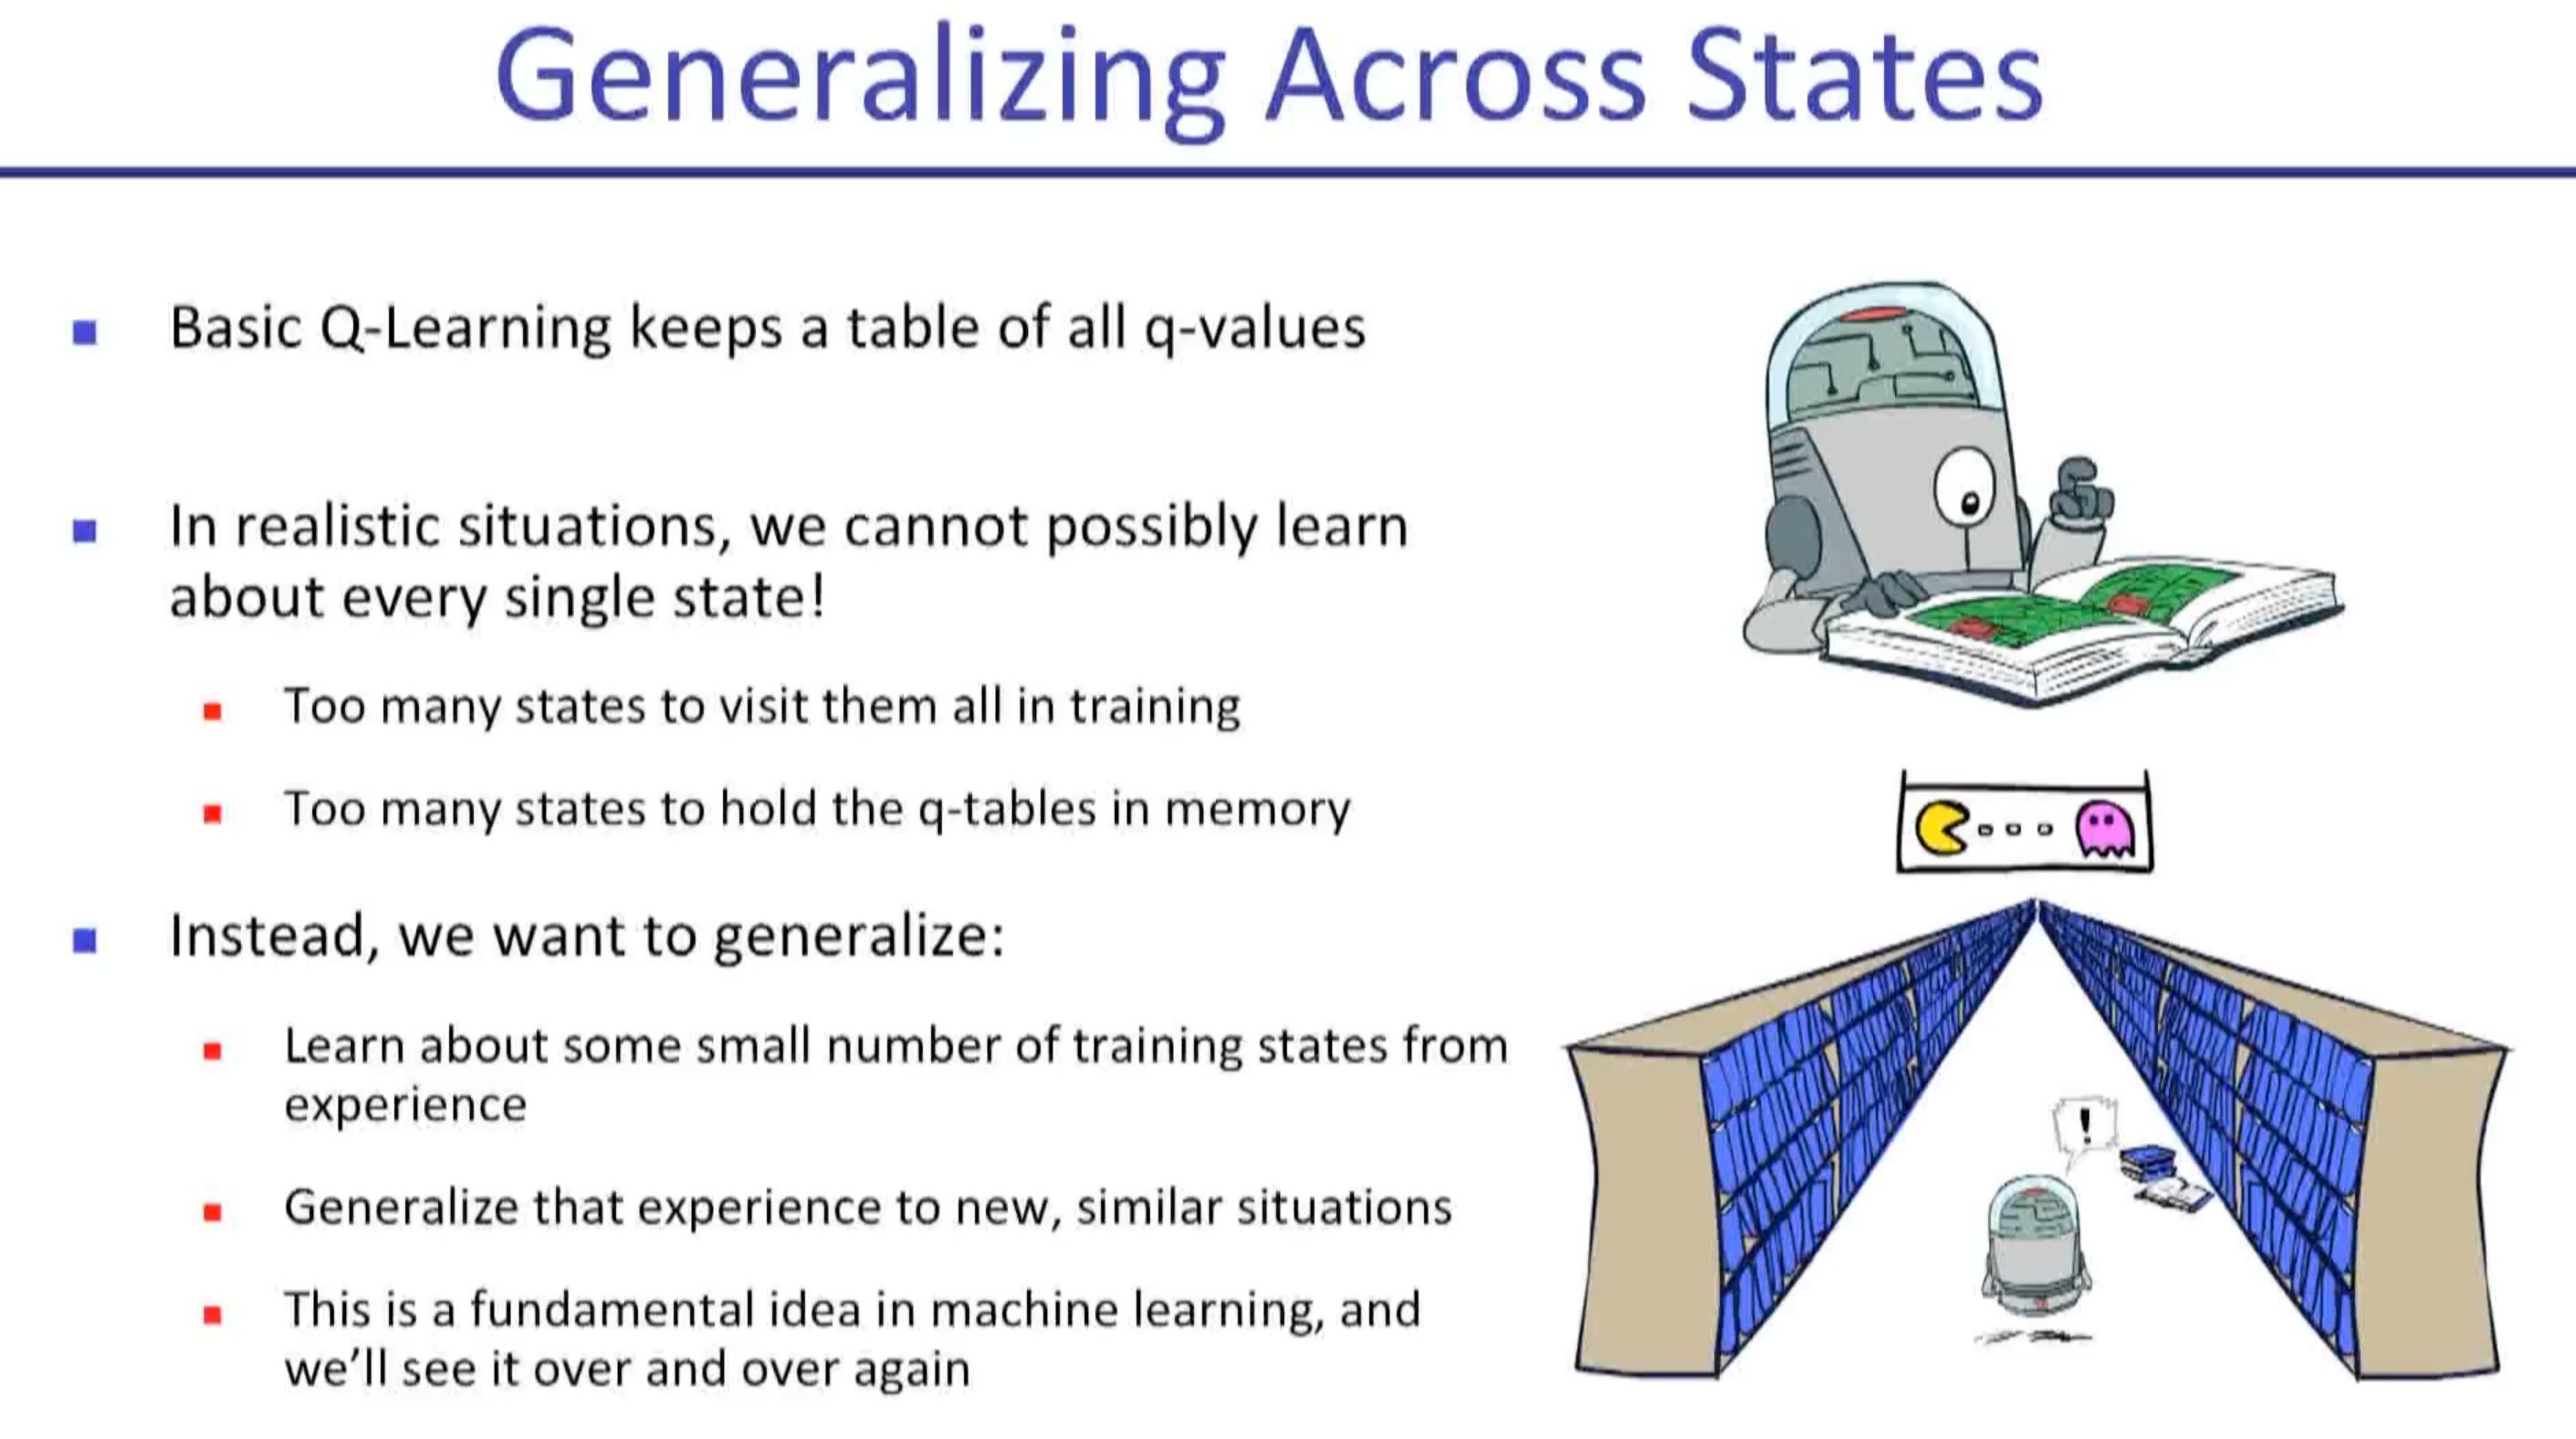 Generalizing Across States
Basic Q-Learning keeps a table of all q-values
In realistic situations, we cannot possibly learn
about every single state!
Too many states to visit them all in training
Too many states to hold the q-tables in memory
Instead, we want to generalize:
Learn about some small number of training states from
experience
Generalize that experience to new, similar situations
This is a fundamental idea in machine learning, and
we’ll see it over and over again
!